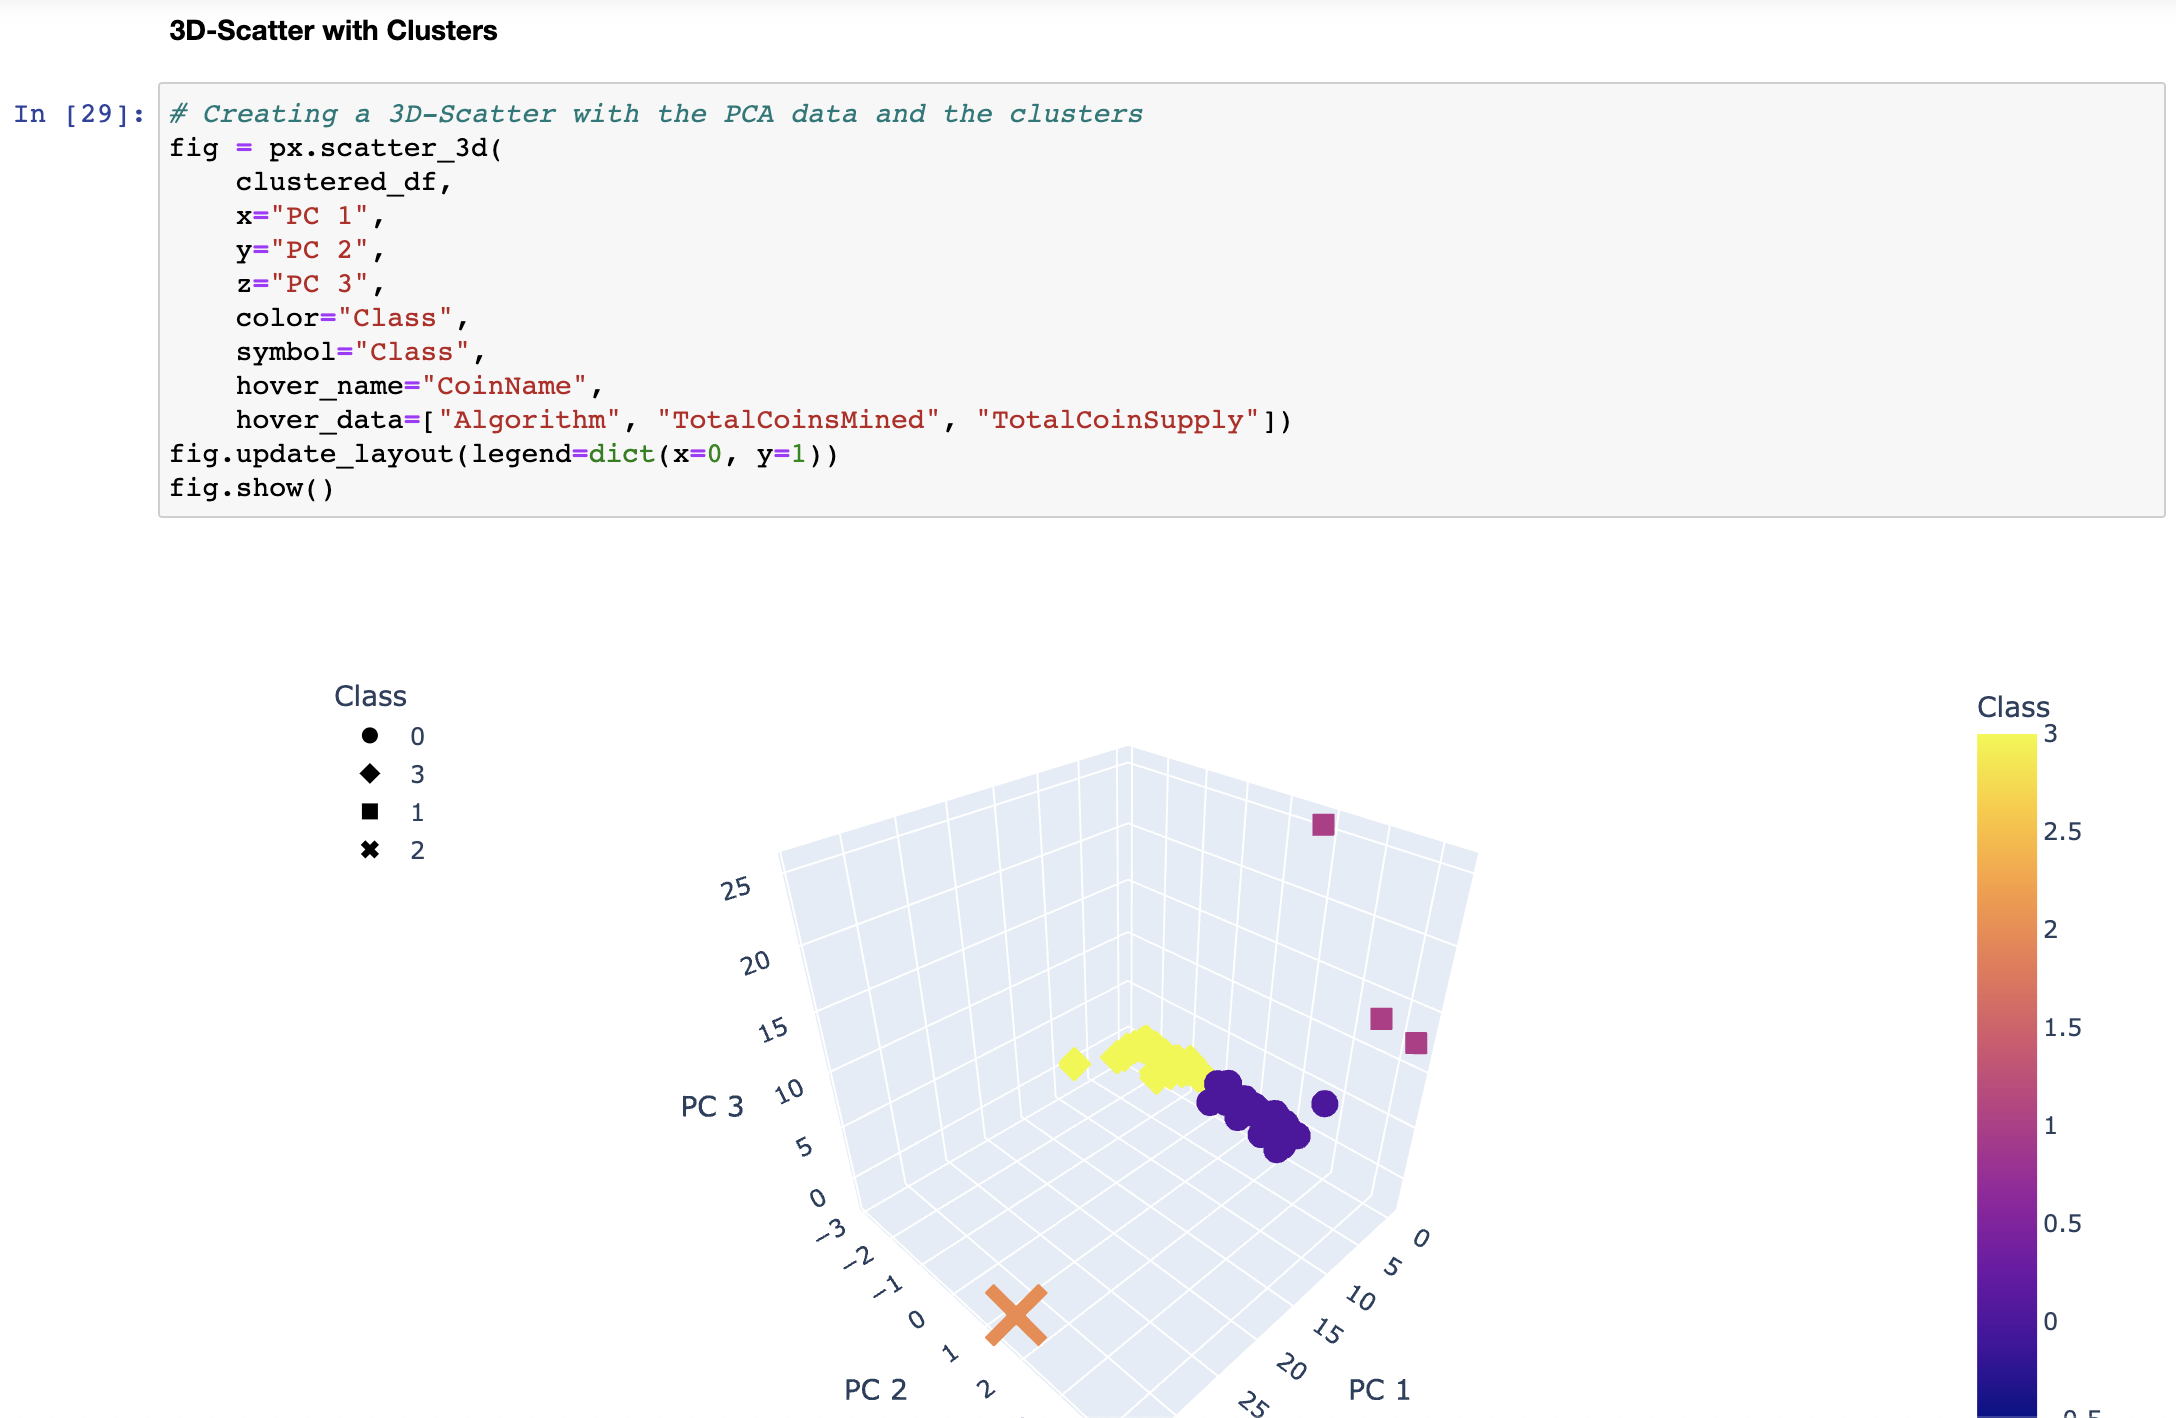 3D-Scatter with Clusters
In [29]:
# Creating a 3D-Scatter with the PCA data and the clusters
fig = px.scatter_3d(
    clustered_df,
    x="PC 1",
    y="PC 2",
    z="PC 3",
    color="Class",
    symbol="Class",
    hover_name="CoinName",
    hover_data=["Algorithm", "TotalCoinsMined", "TotalCoinSupply"])
fig.update_layout(legend=dict(x=0, y=1))
fig.show()
Class
0
3
1
2
25
20
15
10
5
0
PC 3
−3
−2
−1
0
1
2
PC 2
0
5
10
15
20
25
PC 1
Class
3
2.5
2
1.5
1
0.5
0